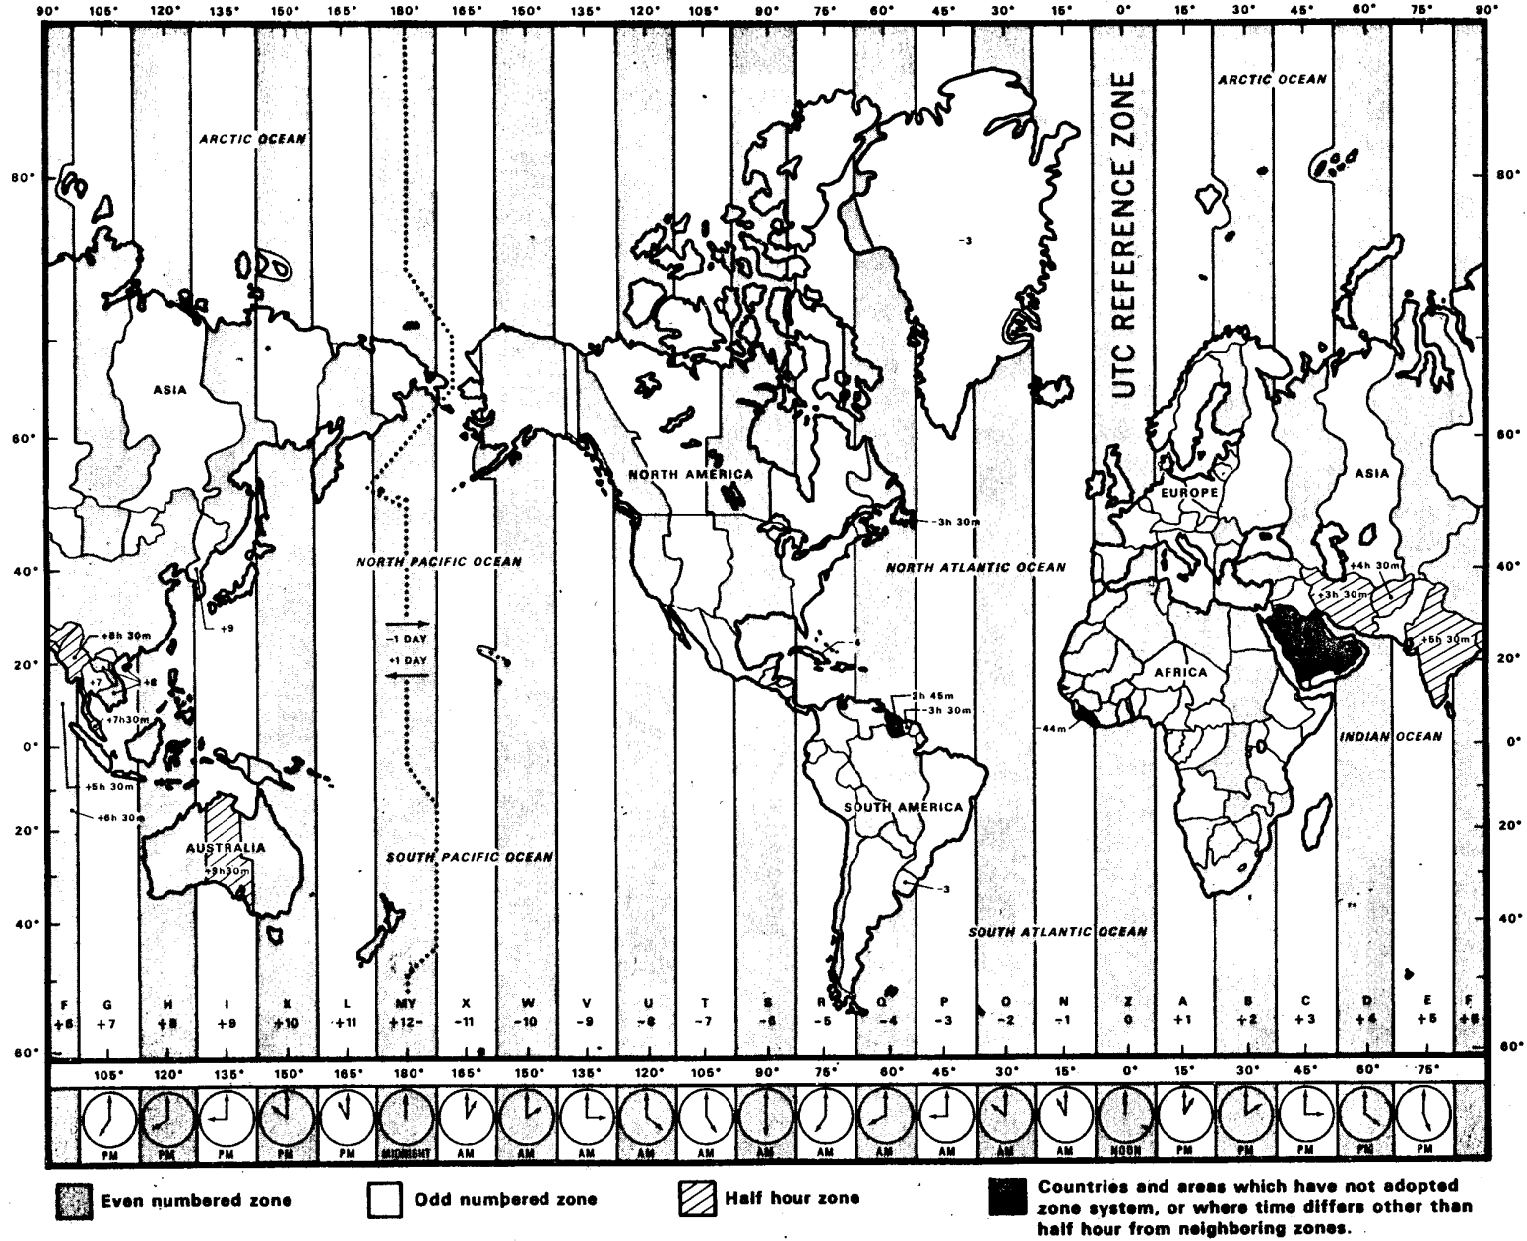 90° 105° 120° 135° 150° 165° 180° 165° 150° 135° 120° 105° 90° 75° 60° 45° 30° 15° 0° 15° 30° 45° 60° 75° 90°
ARCTIC OCEAN
ARCTIC OCEAN
UTC REFERENCE ZONE
80°
80°
-3
ASIA
60°
60°
NORTH AMERICA
EUROPE
ASIA
-3h 30m
NORTH PACIFIC OCEAN
NORTH ATLANTIC OCEAN
40°
40°
+4h 30m
+3h 30m
+9
-1 DAY
+6h 30m
+5h 30m
+1 DAY
20°
20°
+7
+8
AFRICA
3h 45m
-3h 30m
+7h30m
-44m
INDIAN OCEAN
0°
0°
+5h 30m
SOUTH AMERICA
+6h 30m
20°
20°
AUSTRALIA
SOUTH PACIFIC OCEAN
+9h30m
-3
40°
40°
SOUTH ATLANTIC OCEAN
F G H I K L MY X W V U T S R Q P O N Z A B C D E F
+6 +7 +8 +9 +10 +11 +12- -11 -10 -9 -8 -7 -6 -5 -4 -3 -2 -1 0 +1 +2 +3 +4 +5 +6
60°
60°
105° 120° 135° 150° 165° 180° 165° 150° 135° 120° 105° 90° 75° 60° 45° 30° 15° 0° 15° 30° 45° 60° 75°
PM PM PM PM PM MIDNIGHT AM AM AM AM AM AM AM AM AM AM AM NOON PM PM PM PM PM
Even numbered zone
Odd numbered zone
Half hour zone
Countries and areas which have not adopted
zone system, or where time differs other than
half hour from neighboring zones.